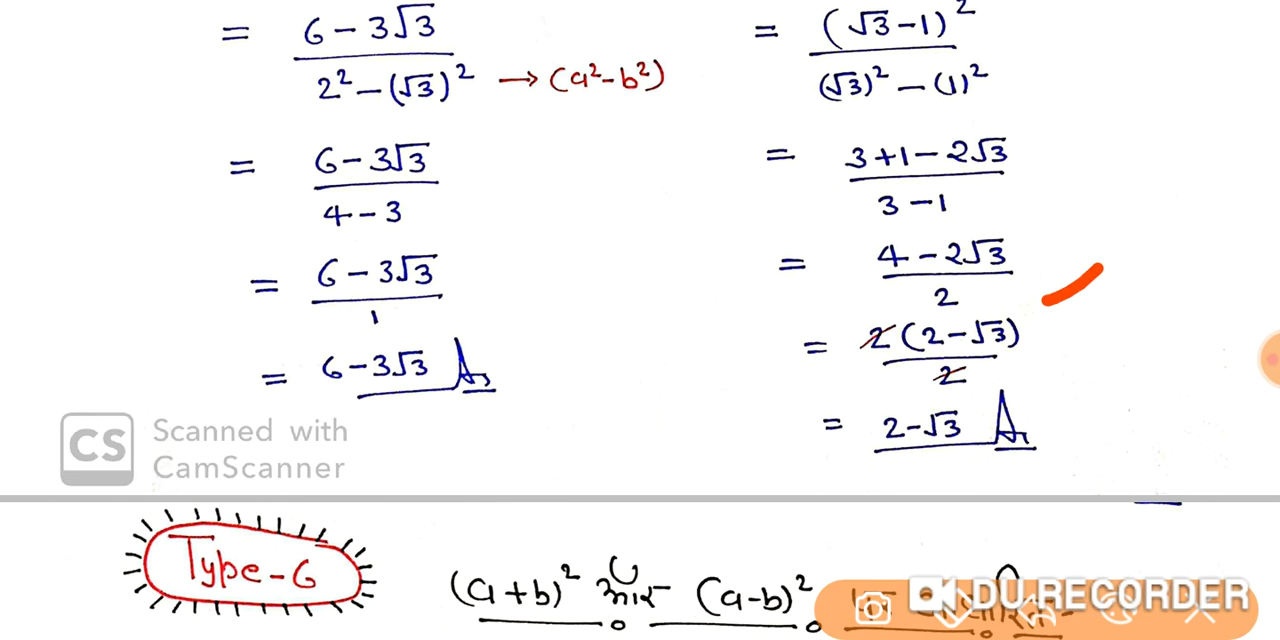 = 6 - 3√3 / 2² - (√3)² → (a² - b²)
= 6 - 3√3 / 4 - 3
= 6 - 3√3 / 1
= 6 - 3√3 A
= (√3 - 1)² / (√3)² - (1)²
= 3 + 1 - 2√3 / 3 - 1
= 4 - 2√3 / 2
= 2(2 - √3) / 2
= 2 - √3 A
CS Scanned with
CamScanner
Type-6
(a+b)² और (a-b)²
DU RECORDER